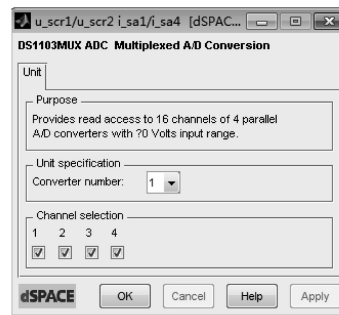 u_scr1/u_scr2 i_sa1/i_sa4 [dSPAC...
DS1103MUX ADC Multiplexed A/D Conversion
Unit
Purpose
Provides read access to 16 channels of 4 parallel
A/D converters with ?0 Volts input range.
Unit specification
Converter number: 1
Channel selection
1 2 3 4
dSPACE OK Cancel Help Apply